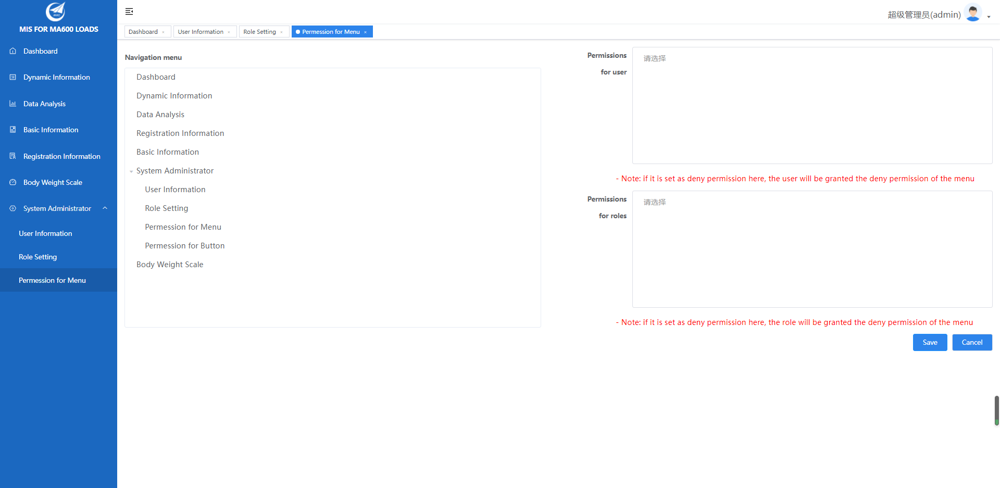 AVIC
MIS FOR MA600 LOADS
Dashboard
Dynamic Information
Data Analysis
Basic Information
Registration Information
Body Weight Scale
System Administrator
User Information
Role Setting
Permession for Menu
超级管理员(admin)
Dashboard × User Information × Role Setting × Permession for Menu ×
Navigation menu
Dashboard
Dynamic Information
Data Analysis
Registration Information
Basic Information
System Administrator
User Information
Role Setting
Permession for Menu
Permession for Button
Body Weight Scale
Permissions
for user
请选择
- Note: if it is set as deny permission here, the user will be granted the deny permission of the menu
Permissions
for roles
请选择
- Note: if it is set as deny permission here, the role will be granted the deny permission of the menu
Save Cancel